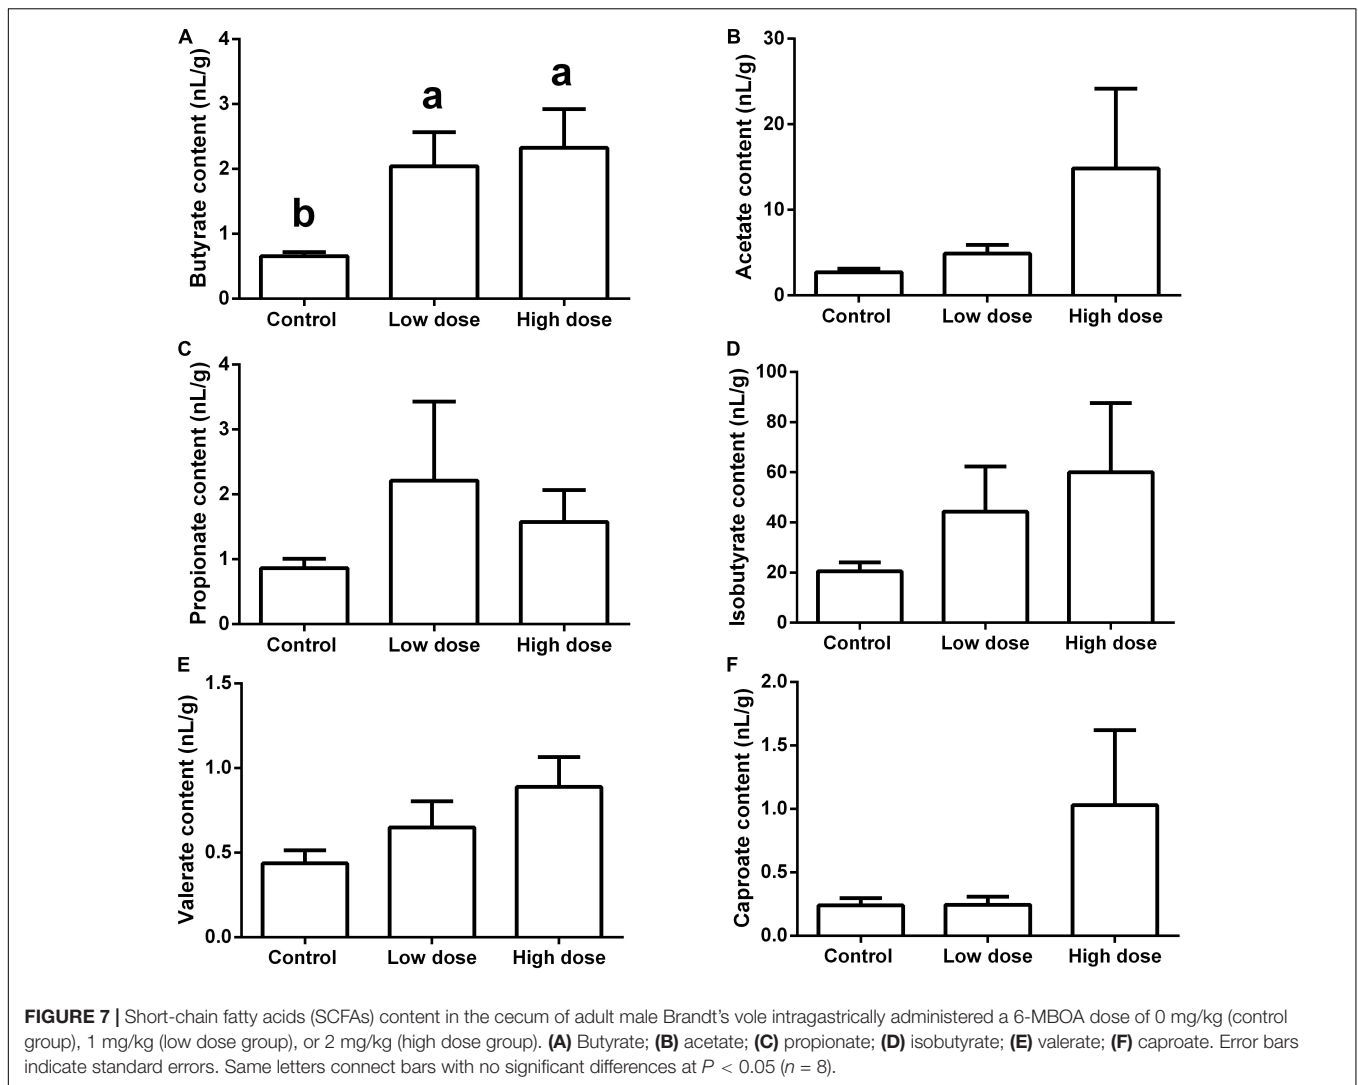 A
Butyrate content (nL/g)
4
3
2
1
0
b
a
a
Control Low dose High dose
B
Acetate content (nL/g)
30
20
10
0
Control Low dose High dose
C
Propionate content (nL/g)
4
3
2
1
0
Control Low dose High dose
D
Isobutyrate content (nL/g)
100
80
60
40
20
0
Control Low dose High dose
E
Valerate content (nL/g)
1.5
1.0
0.5
0.0
Control Low dose High dose
F
Caproate content (nL/g)
2.0
1.5
1.0
0.5
0.0
Control Low dose High dose
FIGURE 7 | Short-chain fatty acids (SCFAs) content in the cecum of adult male Brandt’s vole intragastrically administered a 6-MBOA dose of 0 mg/kg (control
group), 1 mg/kg (low dose group), or 2 mg/kg (high dose group). (A) Butyrate; (B) acetate; (C) propionate; (D) isobutyrate; (E) valerate; (F) caproate. Error bars
indicate standard errors. Same letters connect bars with no significant differences at P < 0.05 (n = 8).